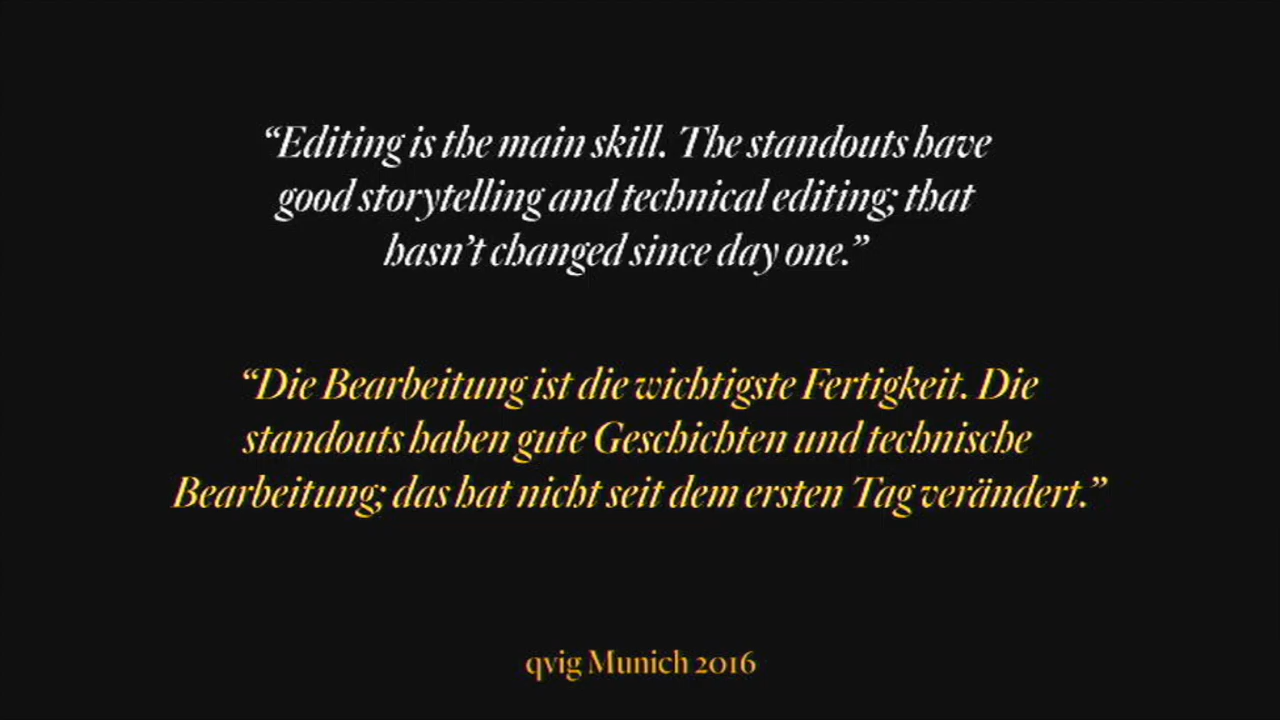 “Editing is the main skill. The standouts have
good storytelling and technical editing; that
hasn’t changed since day one.”
“Die Bearbeitung ist die wichtigste Fertigkeit. Die
standouts haben gute Geschichten und technische
Bearbeitung; das hat nicht seit dem ersten Tag verändert.”
qvig Munich 2016